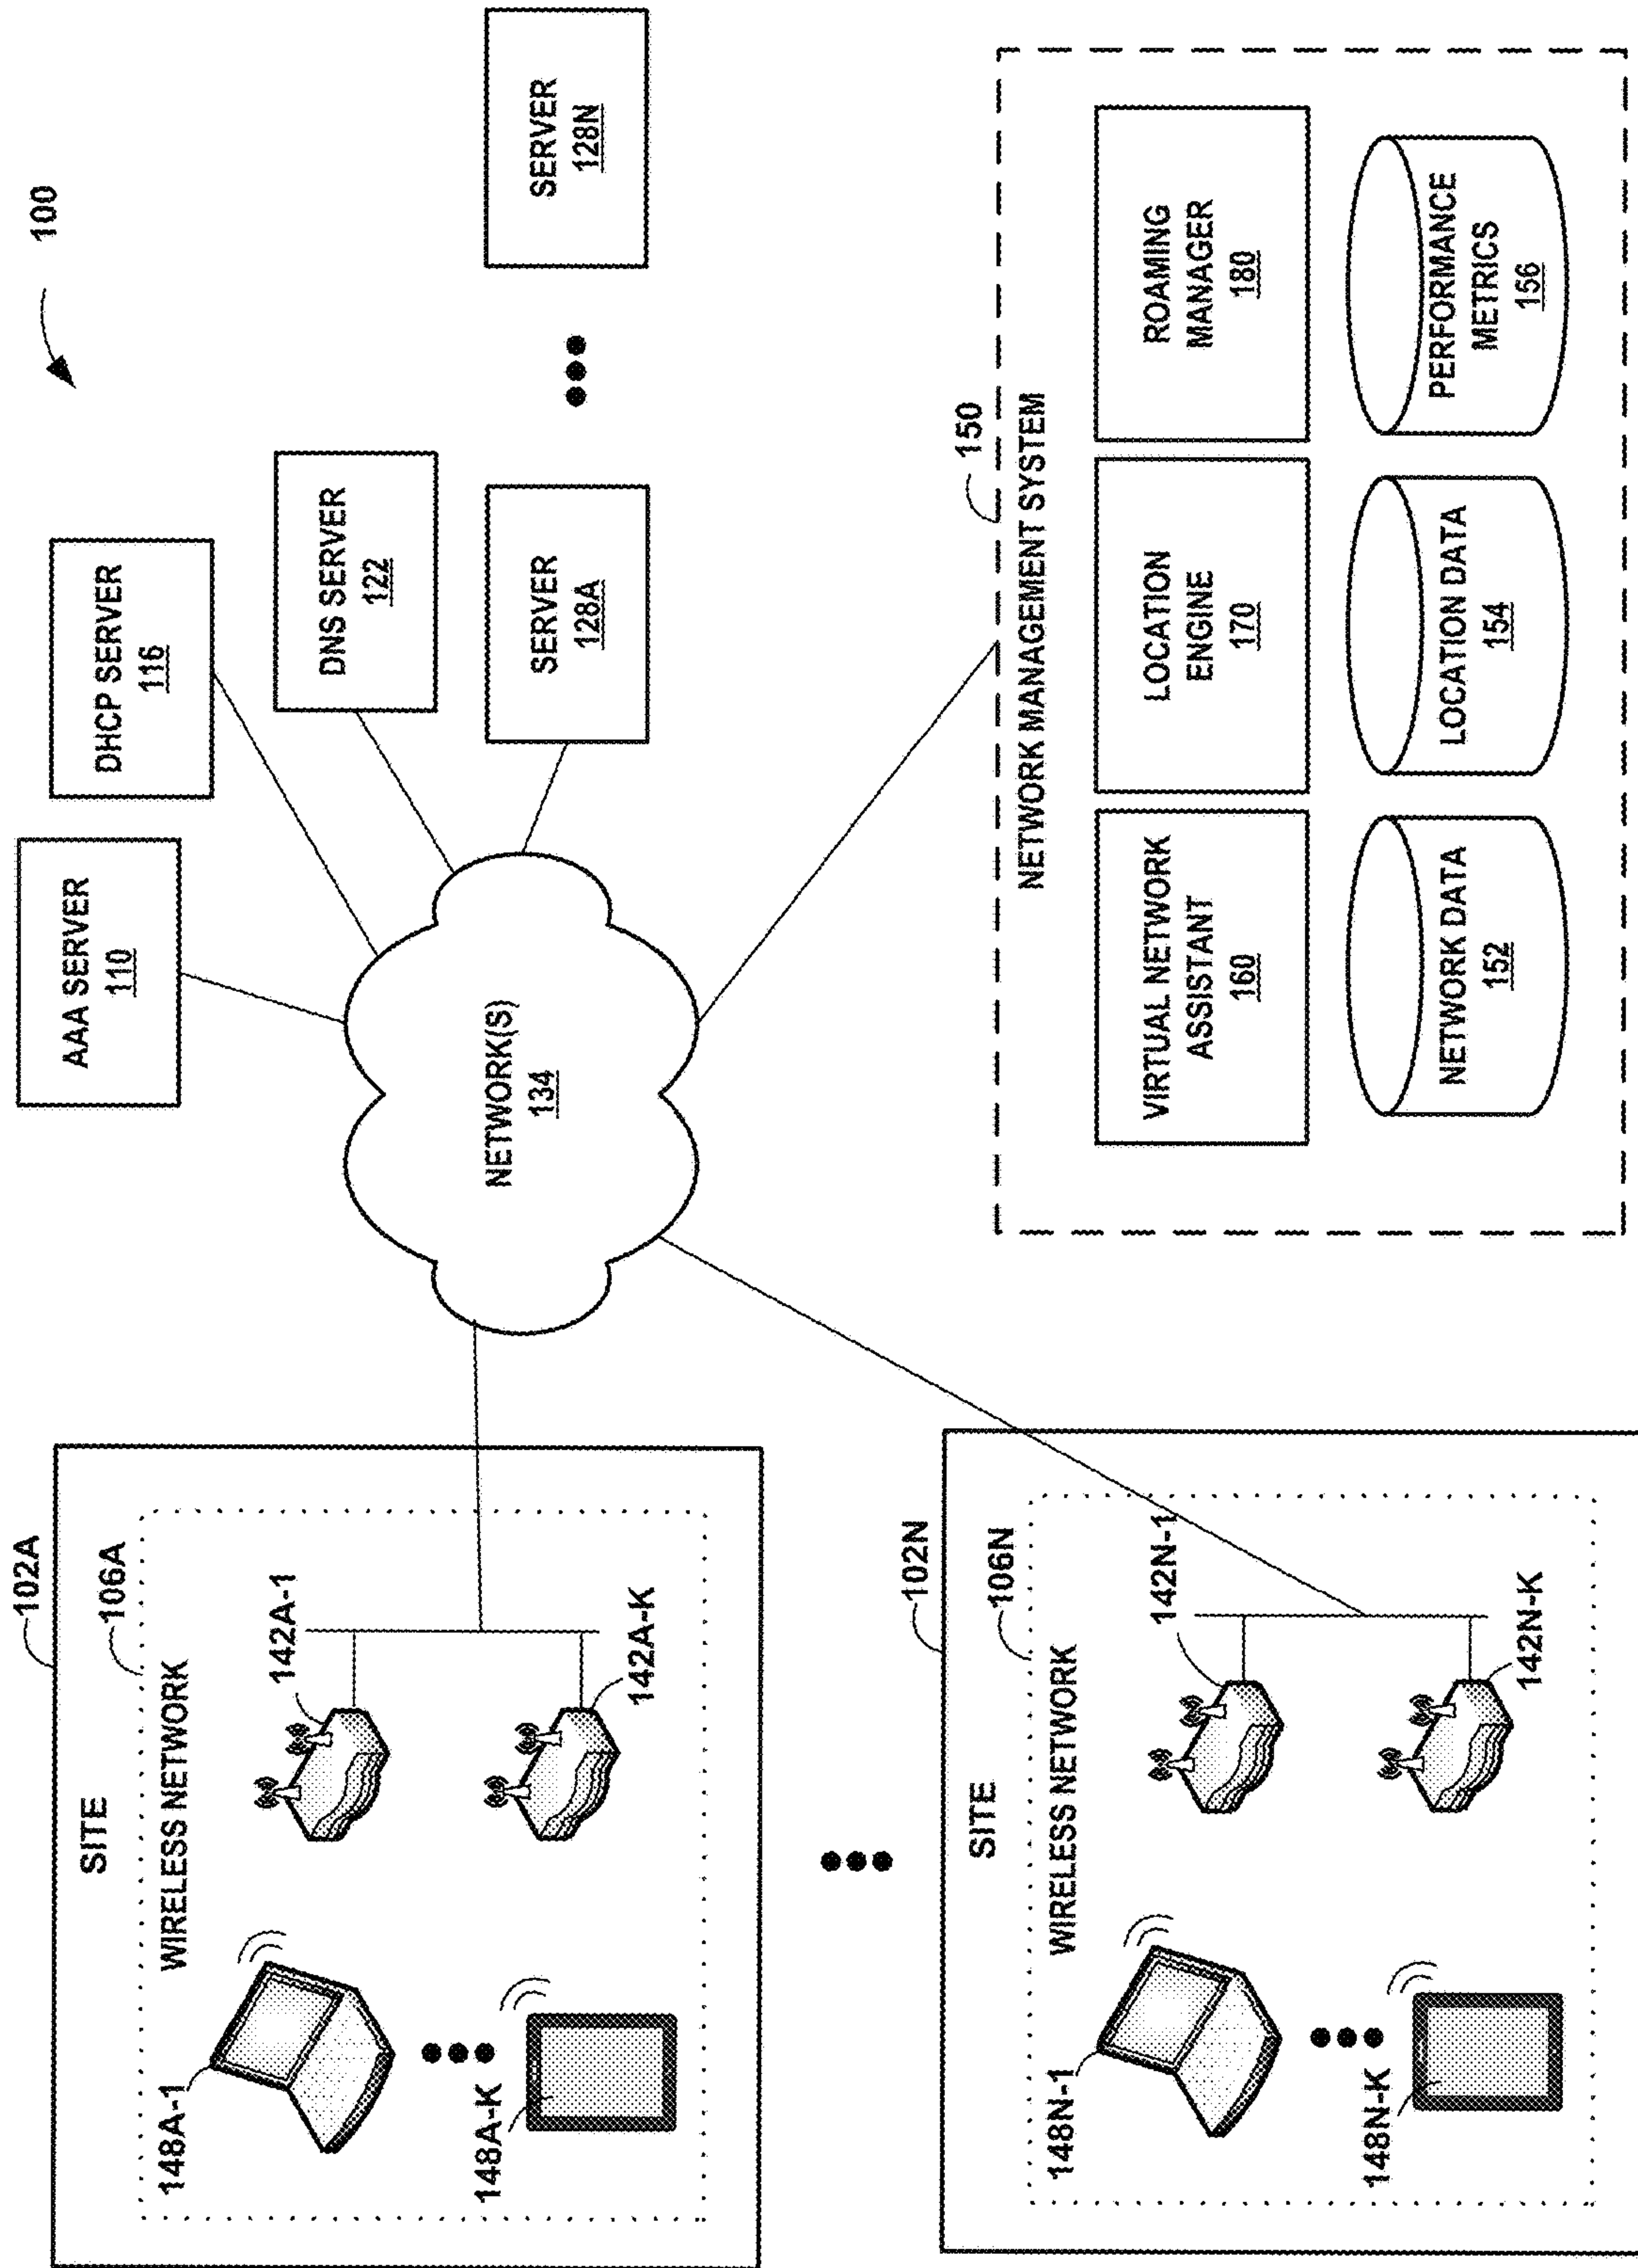 100
102A
SITE
106A
WIRELESS NETWORK
148A-1
142A-1
148A-K
142A-K
102N
SITE
106N
WIRELESS NETWORK
148N-1
142N-1
148N-K
142N-K
NETWORK(S)
134
AAA SERVER
110
DHCP SERVER
116
DNS SERVER
122
SERVER
128A
SERVER
128N
150
NETWORK MANAGEMENT SYSTEM
VIRTUAL NETWORK
ASSISTANT
160
LOCATION
ENGINE
170
ROAMING
MANAGER
180
NETWORK DATA
152
LOCATION DATA
154
PERFORMANCE
METRICS
156